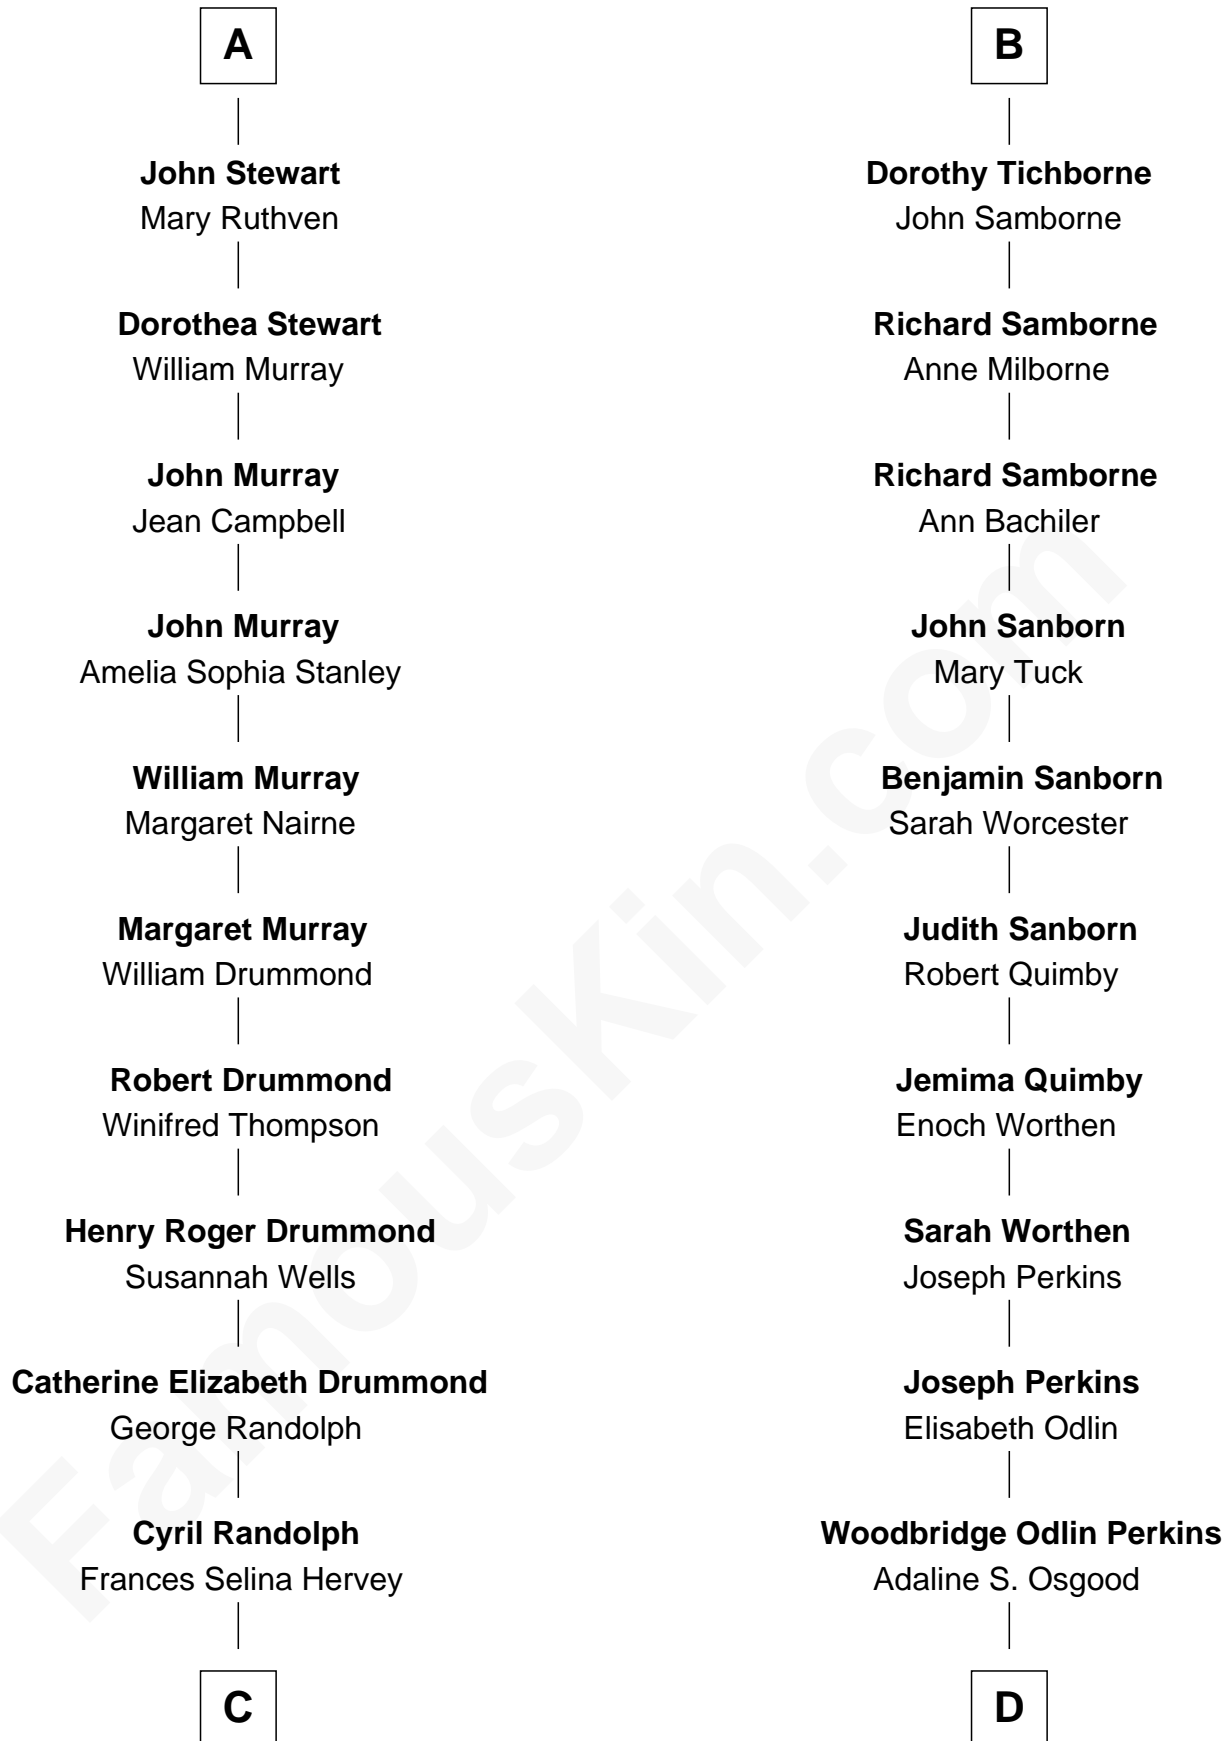 A
John Stewart
Mary Ruthven
Dorothea Stewart
William Murray
John Murray
Jean Campbell
John Murray
Amelia Sophia Stanley
William Murray
Margaret Nairne
Margaret Murray
William Drummond
Robert Drummond
Winifred Thompson
Henry Roger Drummond
Susannah Wells
Catherine Elizabeth Drummond
George Randolph
Cyril Randolph
Frances Selina Hervey
C
B
Dorothy Tichborne
John Samborne
Richard Samborne
Anne Milborne
Richard Samborne
Ann Bachiler
John Sanborn
Mary Tuck
Benjamin Sanborn
Sarah Worcester
Judith Sanborn
Robert Quimby
Jemima Quimby
Enoch Worthen
Sarah Worthen
Joseph Perkins
Joseph Perkins
Elisabeth Odlin
Woodbridge Odlin Perkins
Adaline S. Osgood
D
FamousKin.com